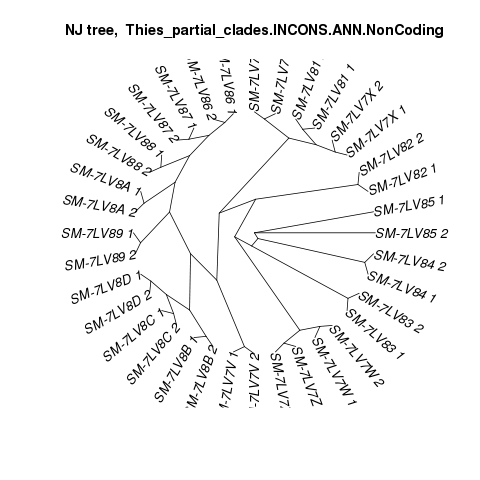 NJ tree,  Thies_partial_clades.INCONS.ANN.NonCoding
SM-7LV81 1
SM-7LV7X 2
SM-7LV7X 1
SM-7LV82 2
SM-7LV82 1
SM-7LV85 1
SM-7LV85 2
SM-7LV84 2
SM-7LV84 1
SM-7LV83 2
SM-7LV83 1
SM-7LV7W 2
SM-7LV7W 1
SM-7LV7Z
SM-7LV7
-7LV7V 2
-7LV7V 1
SM-7LV8B 2
SM-7LV8B 1
SM-7LV8C 2
SM-7LV8C 1
SM-7LV8D 2
SM-7LV8D 1
SM-7LV89 2
SM-7LV89 1
SM-7LV8A 2
SM-7LV8A 1
SM-7LV88 2
SM-7LV88 1
SM-7LV87 2
SM-7LV87 1
-7LV86 2
-7LV86 1
SM-7LV7
SM-7LV7
SM-7LV81